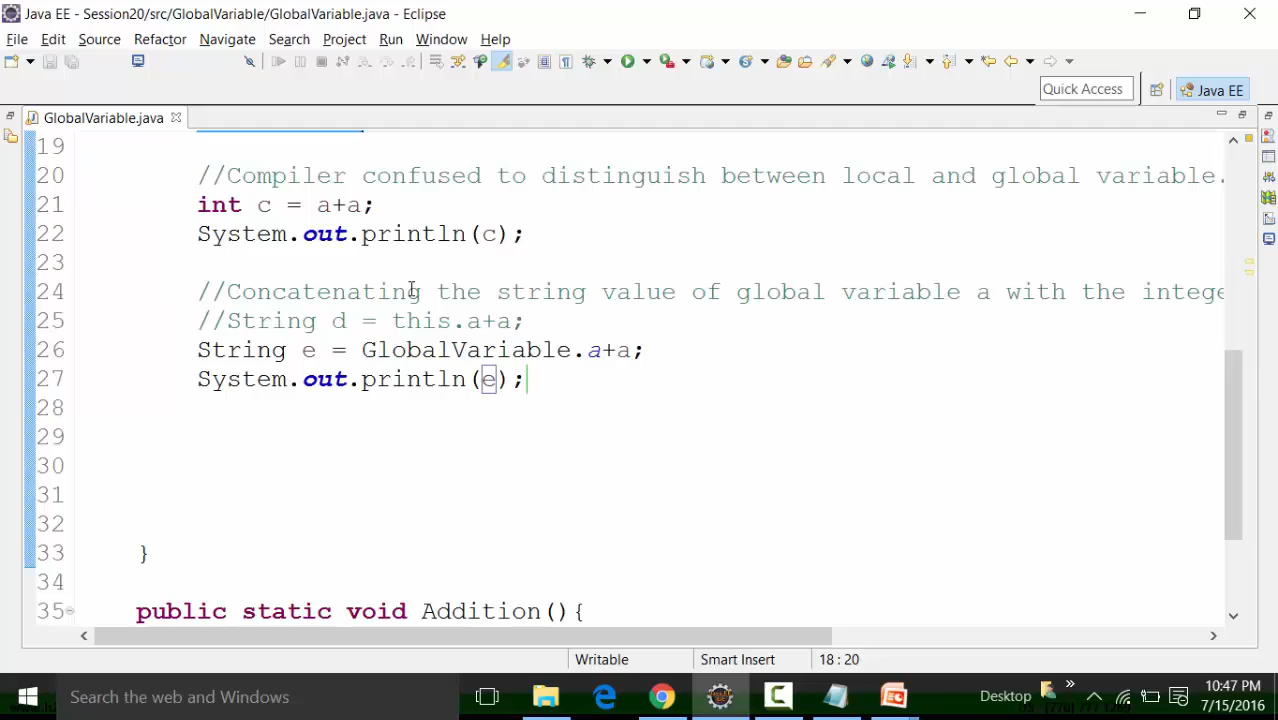 Java EE - Session20/src/GlobalVariable/GlobalVariable.java - Eclipse
File Edit Source Refactor Navigate Search Project Run Window Help
Quick Access
Java EE
GlobalVariable.java
19
20 //Compiler confused to distinguish between local and global variable.
21 int c = a+a;
22 System.out.println(c);
23
24 //Concatenating the string value of global variable a with the intege
25 //String d = this.a+a;
26 String e = GlobalVariable.a+a;
27 System.out.println(e);
28
29
30
31
32
33 }
34
35 public static void Addition(){
Writable Smart Insert 18 : 20
Search the web and Windows
Desktop
10:47 PM
7/15/2016